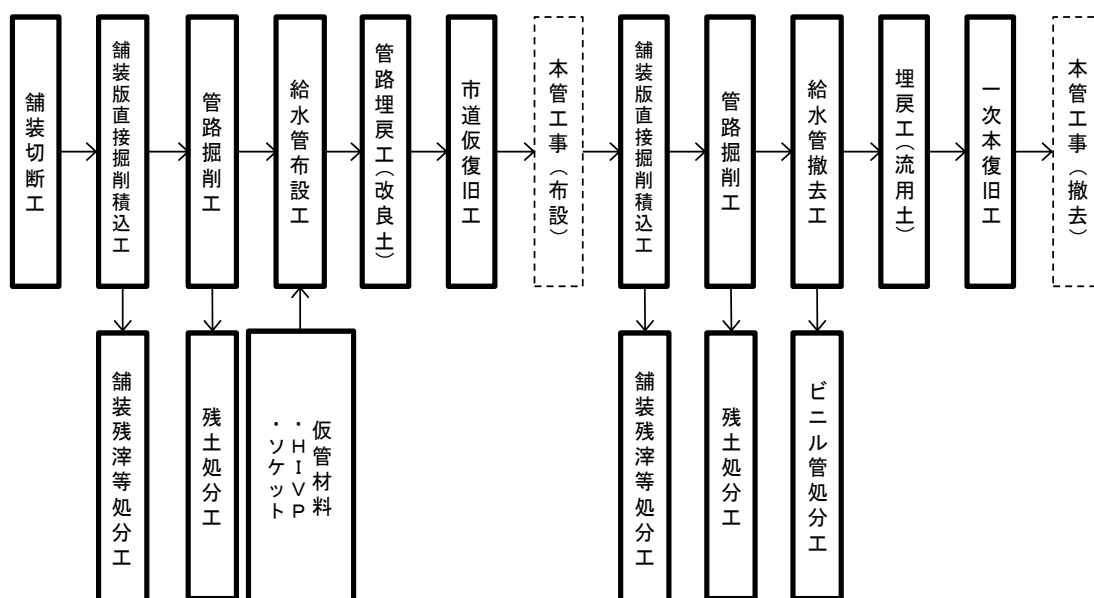 舗装切断工
舗装版直接掘削積込工
管路掘削工
給水管布設工
管路埋戻工（改良土）
市道仮復旧工
本管工事（布設）
舗装版直接掘削積込工
管路掘削工
給水管撤去工
埋戻工（流用土）
一次本復旧工
本管工事（撤去）
舗装残滓等処分工
残土処分工
仮管材料
・ＨＩＶＰ
・ソケット
舗装残滓等処分工
残土処分工
ビニル管処分工